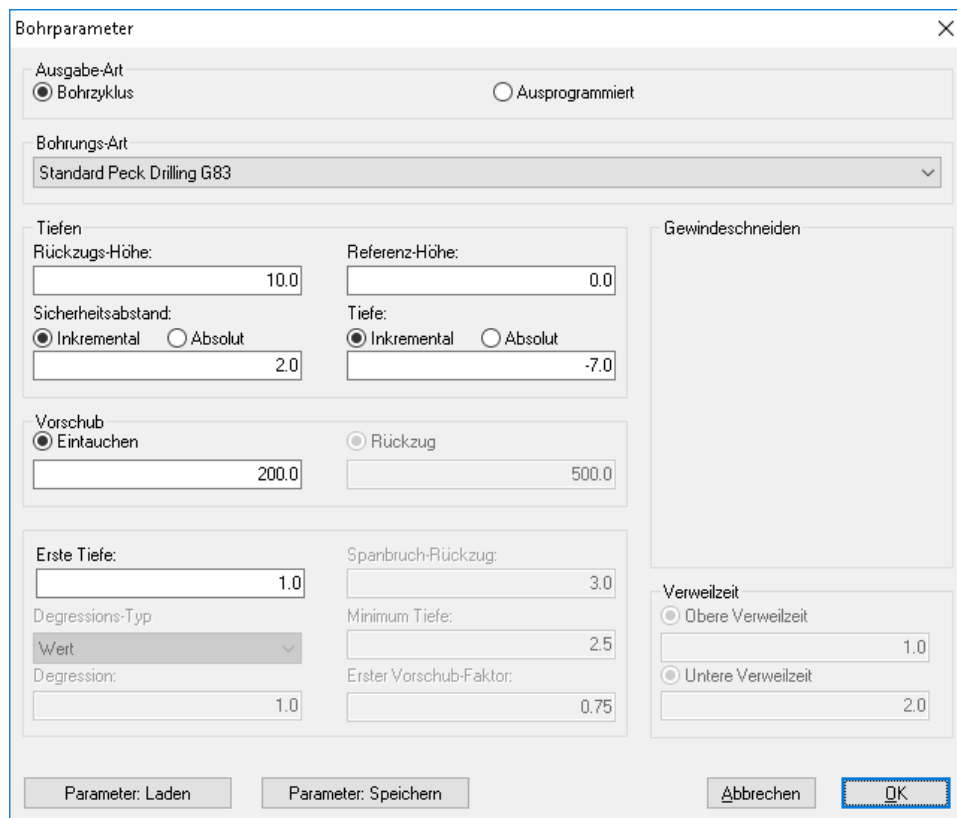 Bohrparameter
Ausgabe-Art
Bohrzyklus
Ausprogrammiert
Bohrungs-Art
Standard Peck Drilling G83
Tiefen
Rückzugs-Höhe:
Referenz-Höhe:
10.0
0.0
Sicherheitsabstand:
Tiefe:
Inkremental Absolut
Inkremental Absolut
2.0
-7.0
Vorschub
Eintauchen
Rückzug
200.0
500.0
Erste Tiefe:
Spanbruch-Rückzug:
1.0
3.0
Degressions-Typ
Minimum Tiefe:
Wert
2.5
Degression:
Erster Vorschub-Faktor:
1.0
0.75
Gewindeschneiden
Verweilzeit
Obere Verweilzeit
1.0
Untere Verweilzeit
2.0
Parameter: Laden
Parameter: Speichern
Abbrechen
OK